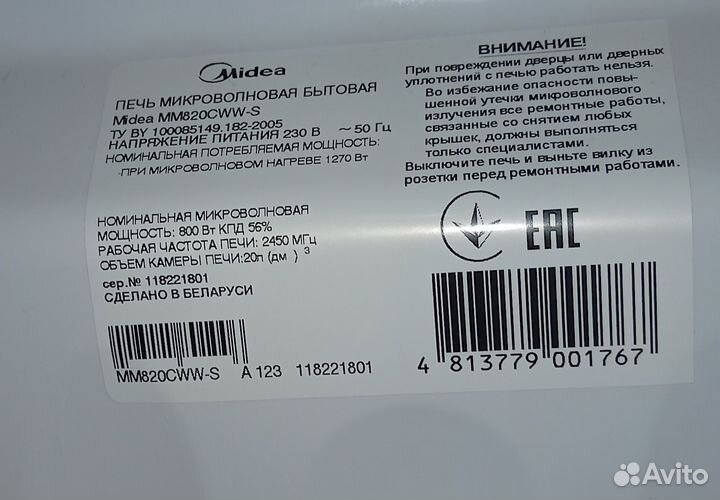 Midea
ПЕЧЬ МИКРОВОЛНОВАЯ БЫТОВАЯ
Midea MM820CWW-S
ТУ BY 100085149.182-2005
НАПРЯЖЕНИЕ ПИТАНИЯ 230 В ~ 50 Гц
НОМИНАЛЬНАЯ ПОТРЕБЛЯЕМАЯ МОЩНОСТЬ:
-ПРИ МИКРОВОЛНОВОМ НАГРЕВЕ 1270 Вт
НОМИНАЛЬНАЯ МИКРОВОЛНОВАЯ
МОЩНОСТЬ: 800 Вт КПД 56%
РАБОЧАЯ ЧАСТОТА ПЕЧИ: 2450 МГц
ОБЪЕМ КАМЕРЫ ПЕЧИ:20л (дм ) 3
сер.№ 118221801
СДЕЛАНО В БЕЛАРУСИ
MM820CWW-S A 123 118221801
ВНИМАНИЕ!
При повреждении дверцы или дверных
уплотнений с печью работать нельзя.
Во избежание опасности повы-
шенной утечки микроволнового
излучения все ремонтные работы,
связанные со снятием любых
крышек, должны выполняться
только специалистами.
Выключите печь и выньте вилку из
розетки перед ремонтными работами.
EAC
4 813779 001767
Avito